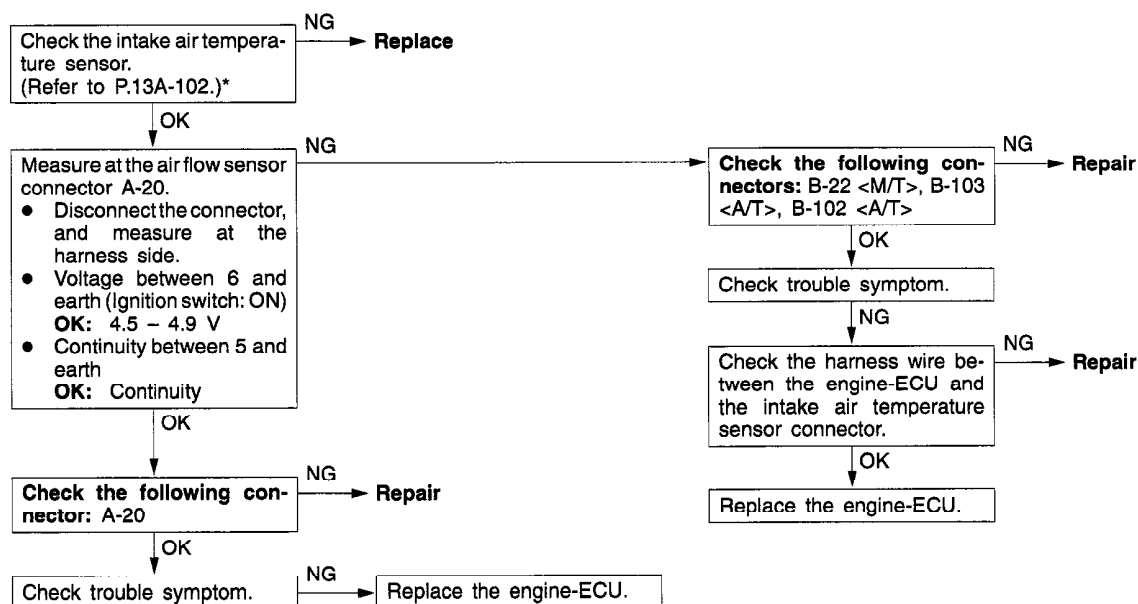 NG
Check the intake air tempera-
ture sensor.
(Refer to P.13A-102.)*
Replace
OK
Measure at the air flow sensor
connector A-20.
● Disconnect the connector,
and measure at the
harness side.
● Voltage between 6 and
earth (Ignition switch: ON)
OK: 4.5 – 4.9 V
● Continuity between 5 and
earth
OK: Continuity
NG
OK
Check the following con-
nector: A-20
NG
Repair
OK
Check trouble symptom.
NG
Replace the engine-ECU.
Check the following con-
nectors: B-22 <M/T>, B-103
<A/T>, B-102 <A/T>
NG
Repair
OK
Check trouble symptom.
NG
Check the harness wire be-
tween the engine-ECU and
the intake air temperature
sensor connector.
NG
Repair
OK
Replace the engine-ECU.